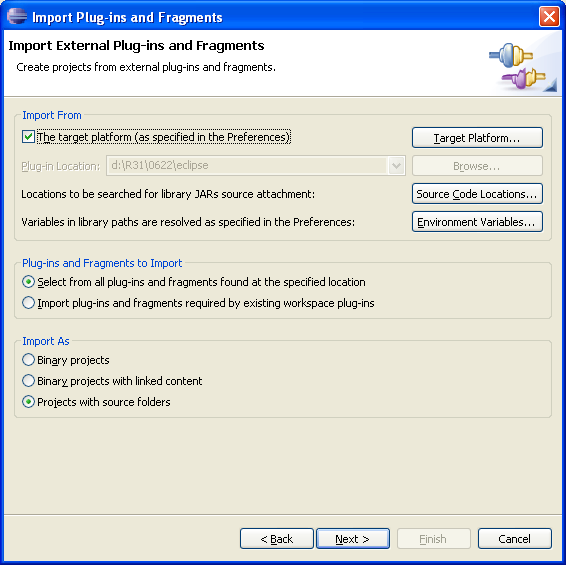 Import Plug-ins and Fragments
Import External Plug-ins and Fragments
Create projects from external plug-ins and fragments.
Import From
The target platform (as specified in the Preferences)
Target Platform...
Plug-in Location:
d:\R31\0622\eclipse
Browse...
Locations to be searched for library JARs source attachment:
Source Code Locations...
Variables in library paths are resolved as specified in the Preferences:
Environment Variables...
Plug-ins and Fragments to Import
Select from all plug-ins and fragments found at the specified location
Import plug-ins and fragments required by existing workspace plug-ins
Import As
Binary projects
Binary projects with linked content
Projects with source folders
< Back
Next >
Finish
Cancel